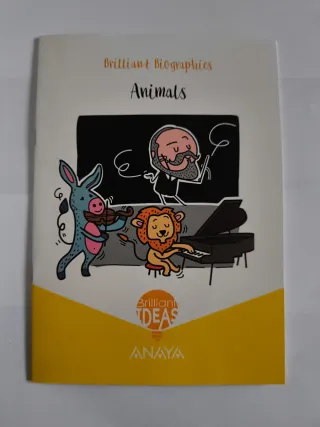 Brilliant Biographies
Animals
Brilliant
IDEAS
ANAYA